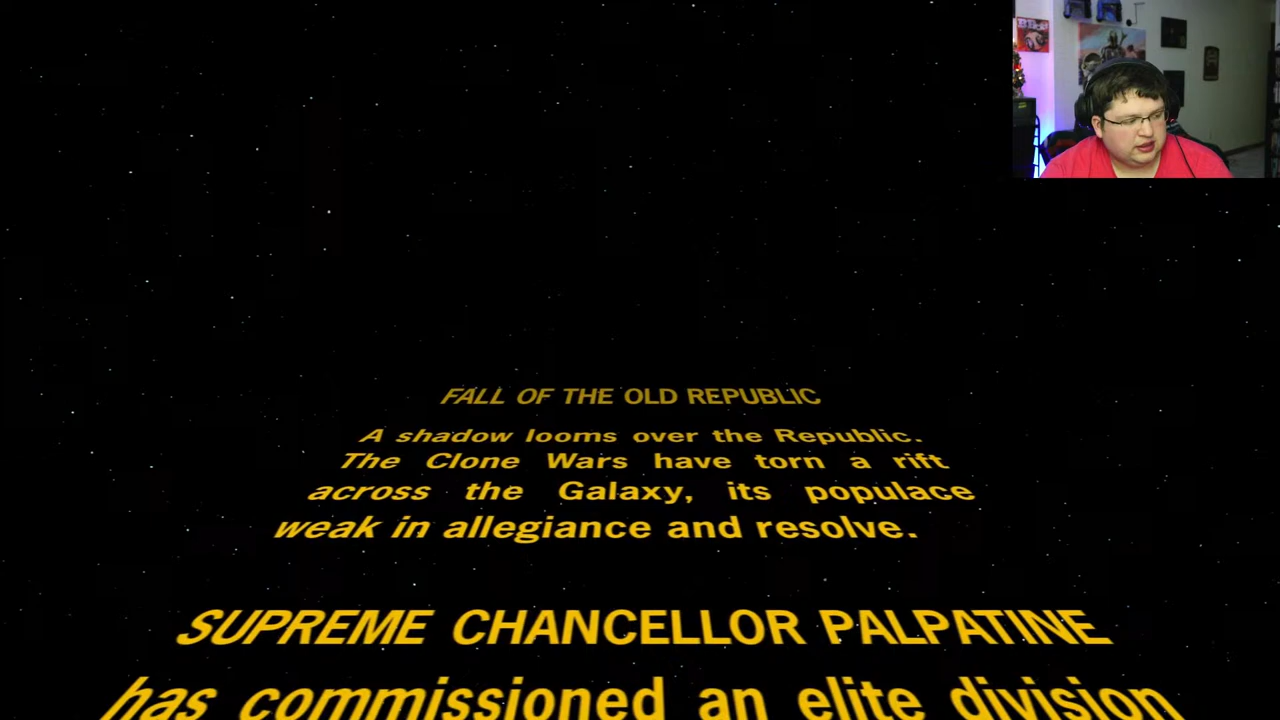 FALL OF THE OLD REPUBLIC
A shadow looms over the Republic.
The Clone Wars have torn a rift
across the Galaxy, its populace
weak in allegiance and resolve.
SUPREME CHANCELLOR PALPATINE
has commissioned an elite division